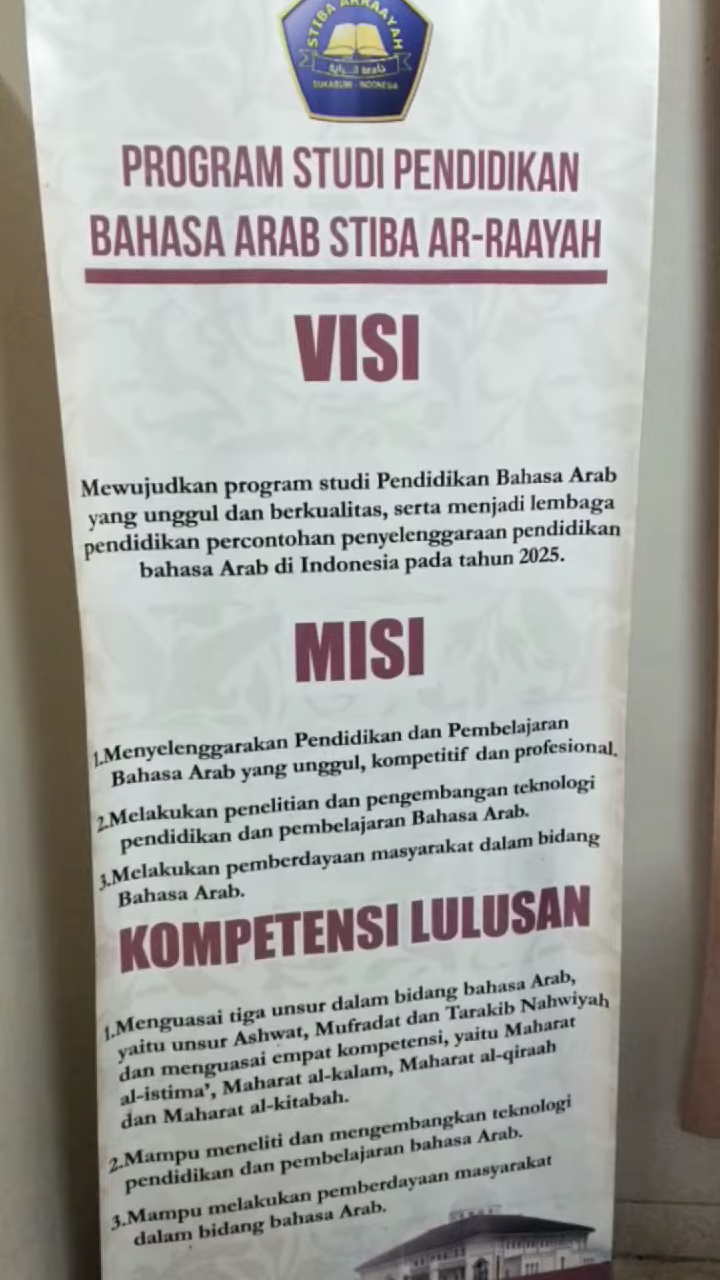 STIBA ARRAAYAH
جامعة الراية
SUKABUMI - INDONESIA
PROGRAM STUDI PENDIDIKAN
BAHASA ARAB STIBA AR-RAAYAH
VISI
Mewujudkan program studi Pendidikan Bahasa Arab
yang unggul dan berkualitas, serta menjadi lembaga
pendidikan percontohan penyelenggaraan pendidikan
bahasa Arab di Indonesia pada tahun 2025.
MISI
1.Menyelenggarakan Pendidikan dan Pembelajaran
Bahasa Arab yang unggul, kompetitif dan profesional.
2.Melakukan penelitian dan pengembangan teknologi
pendidikan dan pembelajaran Bahasa Arab.
3.Melakukan pemberdayaan masyarakat dalam bidang
Bahasa Arab.
KOMPETENSI LULUSAN
1.Menguasai tiga unsur dalam bidang bahasa Arab,
yaitu unsur Ashwat, Mufradat dan Tarakib Nahwiyah
dan menguasai empat kompetensi, yaitu Maharat
al-istima', Maharat al-kalam, Maharat al-qiraah
dan Maharat al-kitabah.
2.Mampu meneliti dan mengembangkan teknologi
pendidikan dan pembelajaran bahasa Arab.
3.Mampu melakukan pemberdayaan masyarakat
dalam bidang bahasa Arab.